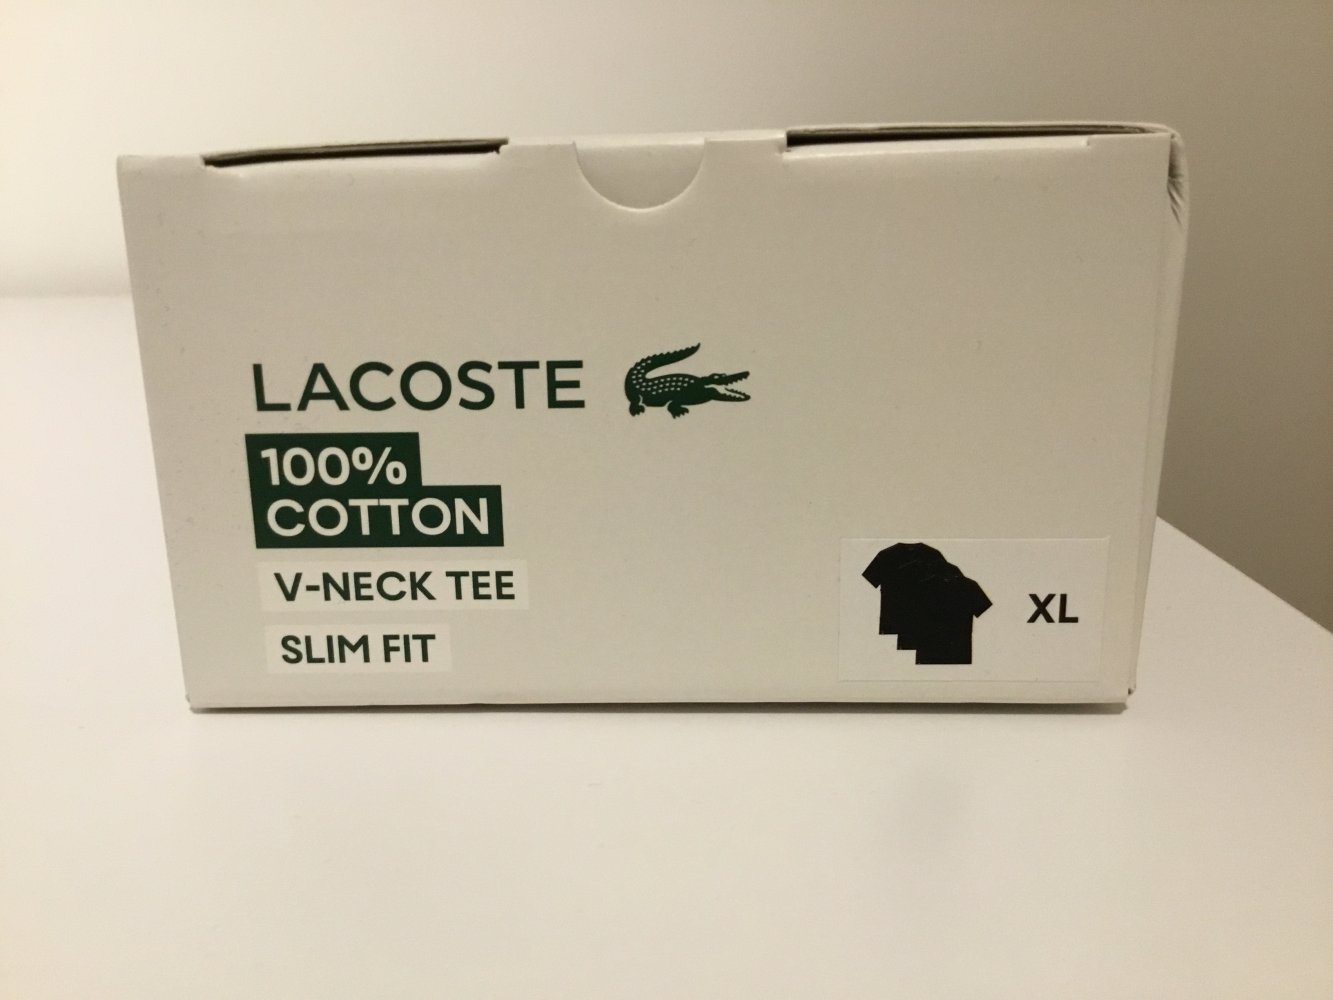 LACOSTE
100%
COTTON
V-NECK TEE
SLIM FIT
XL